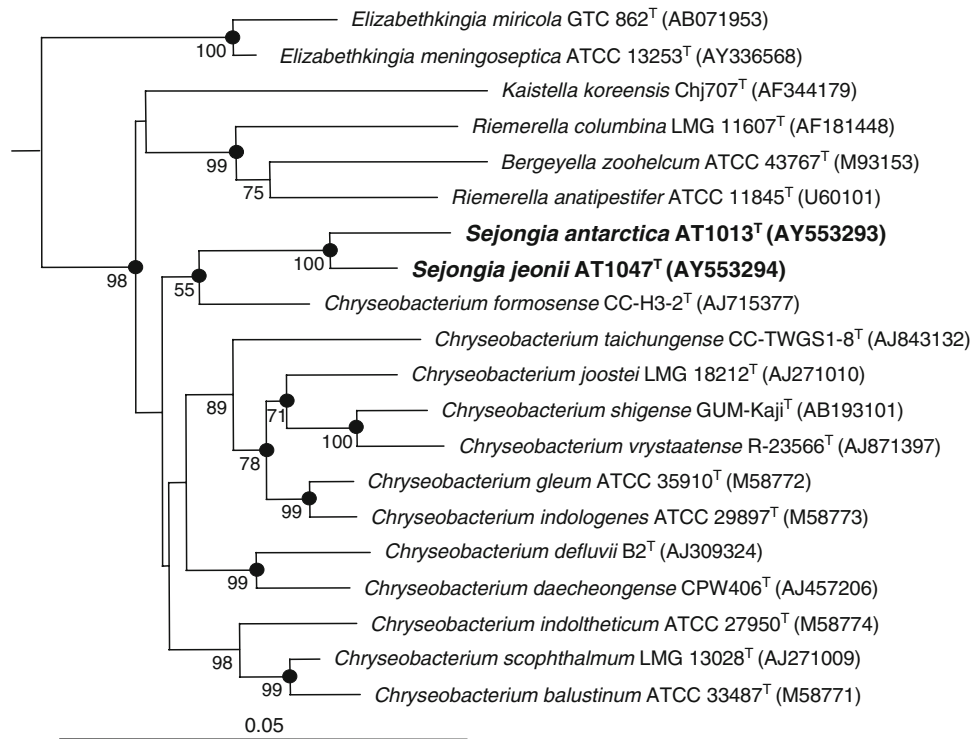 Elizabethkingia miricola GTC 862ᵀ (AB071953)
100
Elizabethkingia meningoseptica ATCC 13253ᵀ (AY336568)
Kaistella koreensis Chj707ᵀ (AF344179)
Riemerella columbina LMG 11607ᵀ (AF181448)
99
Bergeyella zoohelcum ATCC 43767ᵀ (M93153)
75
Riemerella anatipestifer ATCC 11845ᵀ (U60101)
Sejongia antarctica AT1013ᵀ (AY553293)
100
98
Sejongia jeonii AT1047ᵀ (AY553294)
55
Chryseobacterium formosense CC-H3-2ᵀ (AJ715377)
Chryseobacterium taichungense CC-TWGS1-8ᵀ (AJ843132)
Chryseobacterium joostei LMG 18212ᵀ (AJ271010)
89
71
Chryseobacterium shigense GUM-Kajiᵀ (AB193101)
100
Chryseobacterium vrystaatense R-23566ᵀ (AJ871397)
78
Chryseobacterium gleum ATCC 35910ᵀ (M58772)
99
Chryseobacterium indologenes ATCC 29897ᵀ (M58773)
Chryseobacterium defluvii B2ᵀ (AJ309324)
99
Chryseobacterium daecheongense CPW406ᵀ (AJ457206)
Chryseobacterium indoltheticum ATCC 27950ᵀ (M58774)
98
Chryseobacterium scophthalmum LMG 13028ᵀ (AJ271009)
99
Chryseobacterium balustinum ATCC 33487ᵀ (M58771)
0.05